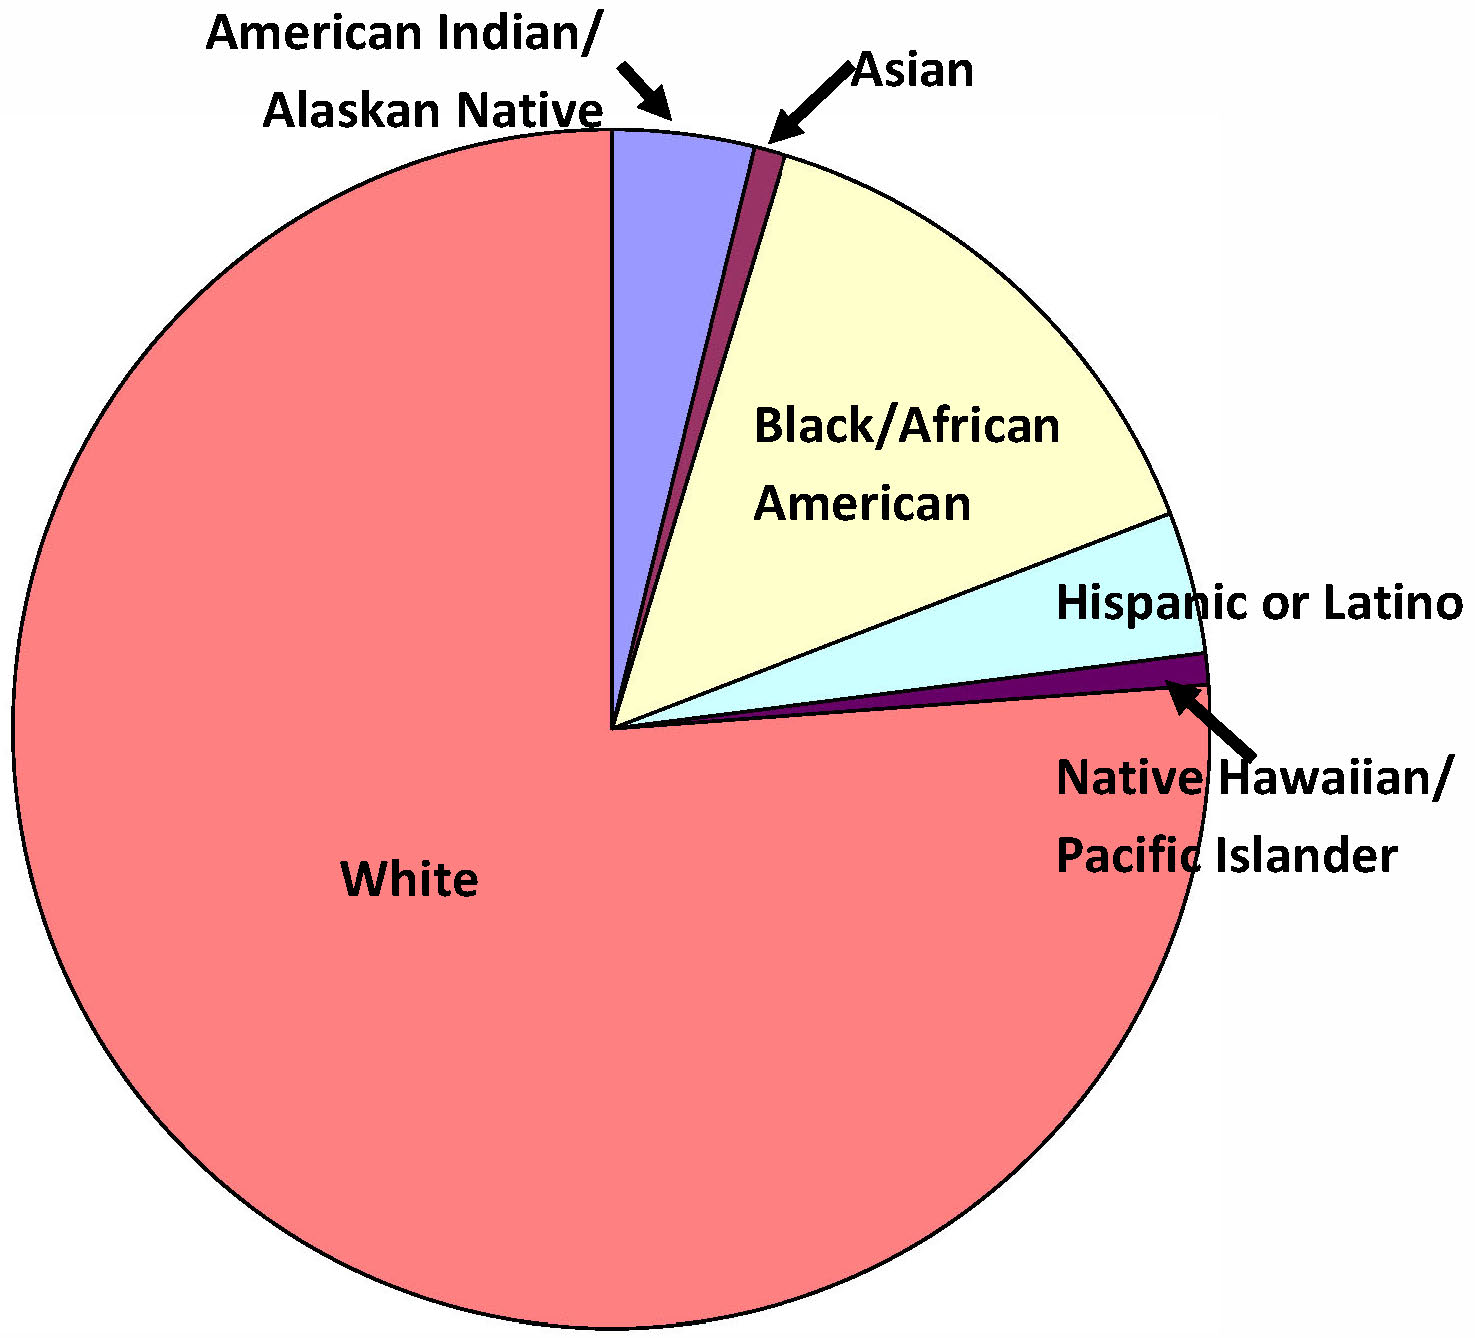 American Indian/
Alaskan Native
Asian
Black/African
American
Hispanic or Latino
Native Hawaiian/
Pacific Islander
White